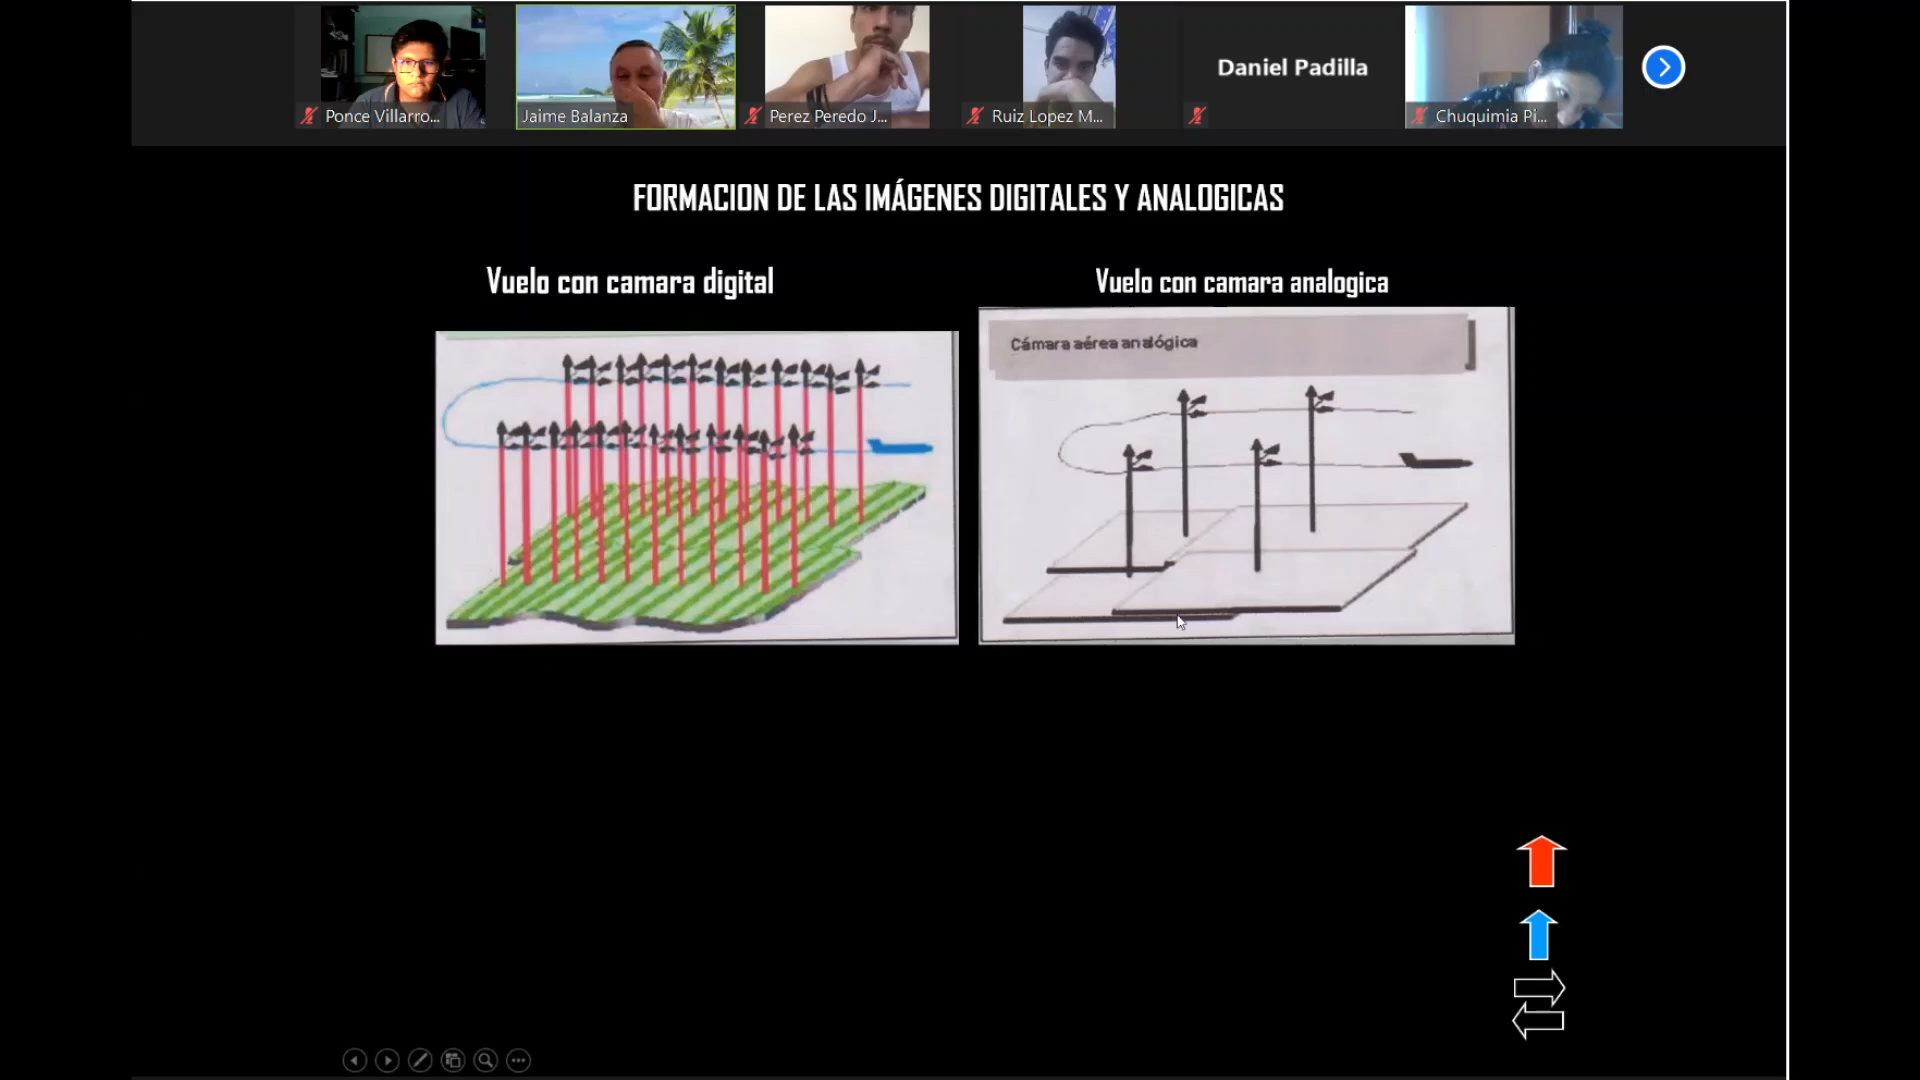 Ponce Villarro...
Jaime Balanza
Perez Peredo J...
Ruiz Lopez M...
Daniel Padilla
Chuquimia Pi...
FORMACION DE LAS IMÁGENES DIGITALES Y ANALOGICAS
Vuelo con camara digital
Vuelo con camara analogica
Cámara aérea analógica